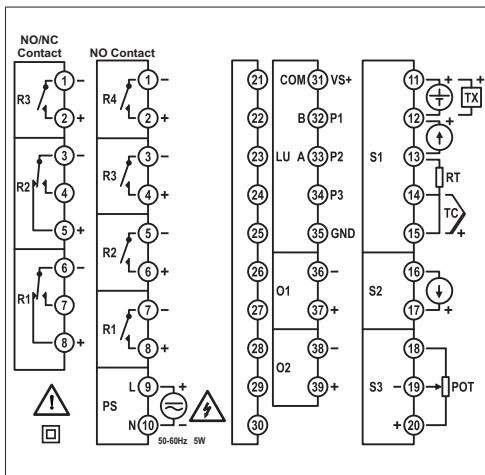 NO/NC Contact
R3 1 −
2 +
R2 3 −
4
5 +
R1 6 −
7
8 +
NO Contact
R4 1 −
2 +
R3 3 −
4 +
R2 5 −
6 +
R1 7 −
8 +
PS L 9 +
N 10 −
50-60Hz 5W
21
22
23
24
25
26
27
28
29
30
COM 31 VS+
LU B 32 P1
A 33 P2
34 P3
35 GND
O1 36 −
37 +
O2 38 −
39 +
S1 11 + + TX
12 +
13
RT
14
TC
15 +
S2 16
17 +
S3 18
− 19 POT
+ 20